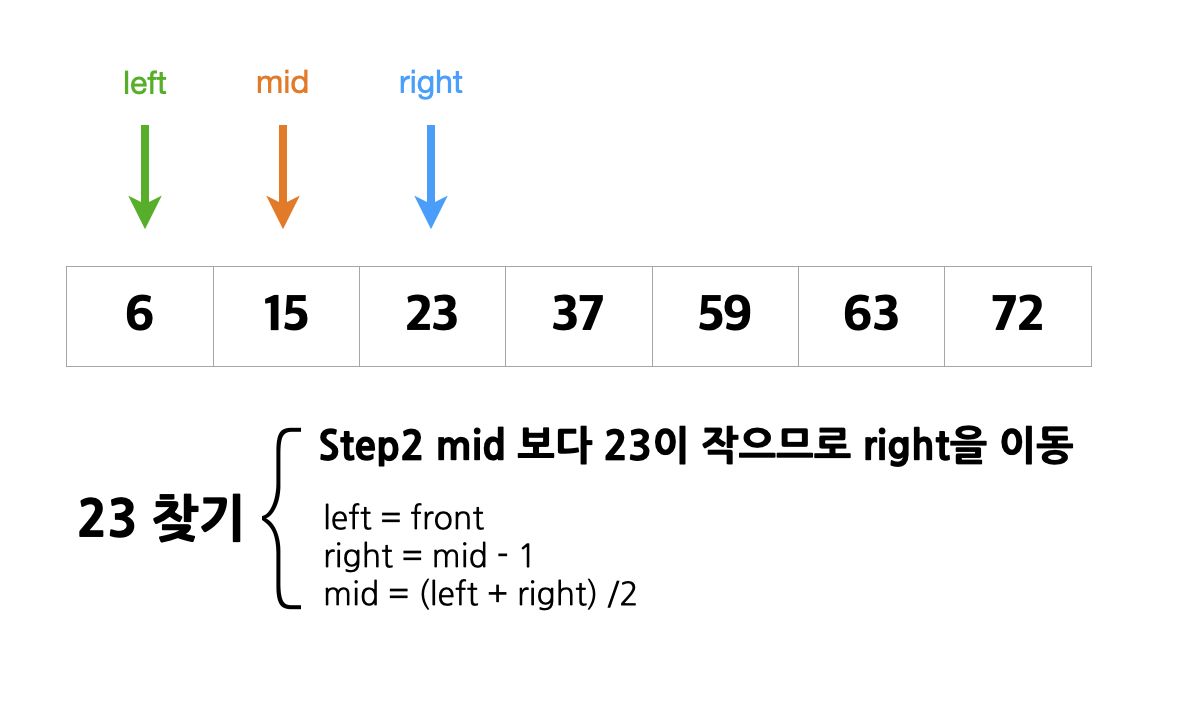 left mid right
6 15 23 37 59 63 72
Step2 mid 보다 23이 작으므로 right을 이동
23 찾기
left = front
right = mid - 1
mid = (left + right) /2